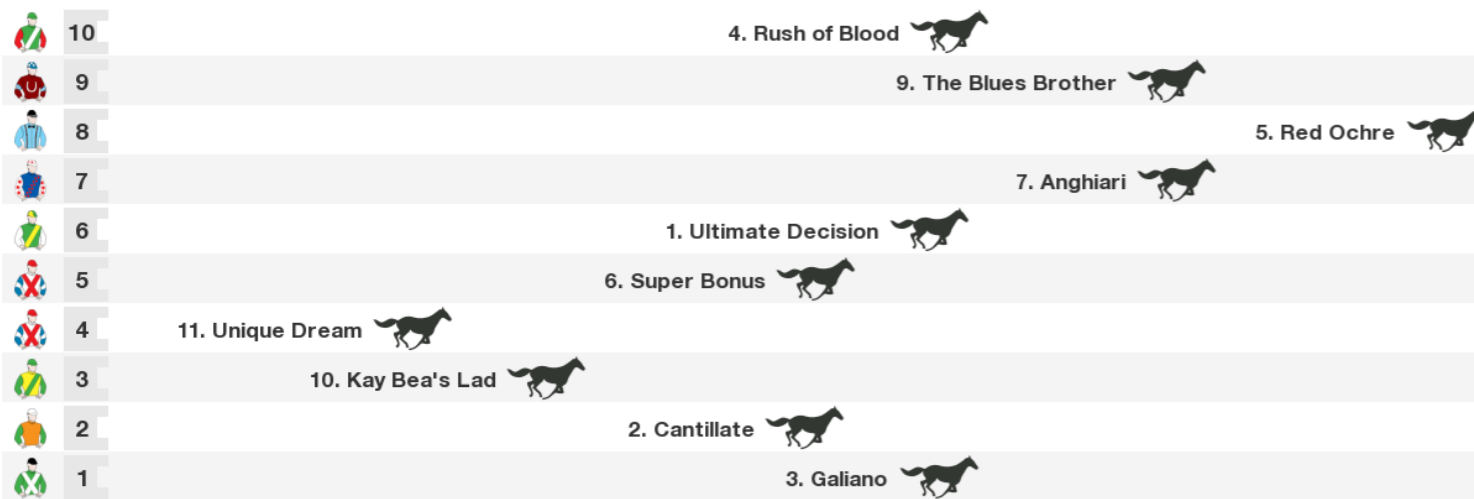 10 4. Rush of Blood
9 9. The Blues Brother
8 5. Red Ochre
7 7. Anghiari
6 1. Ultimate Decision
5 6. Super Bonus
4 11. Unique Dream
3 10. Kay Bea's Lad
2 2. Cantillate
1 3. Galiano